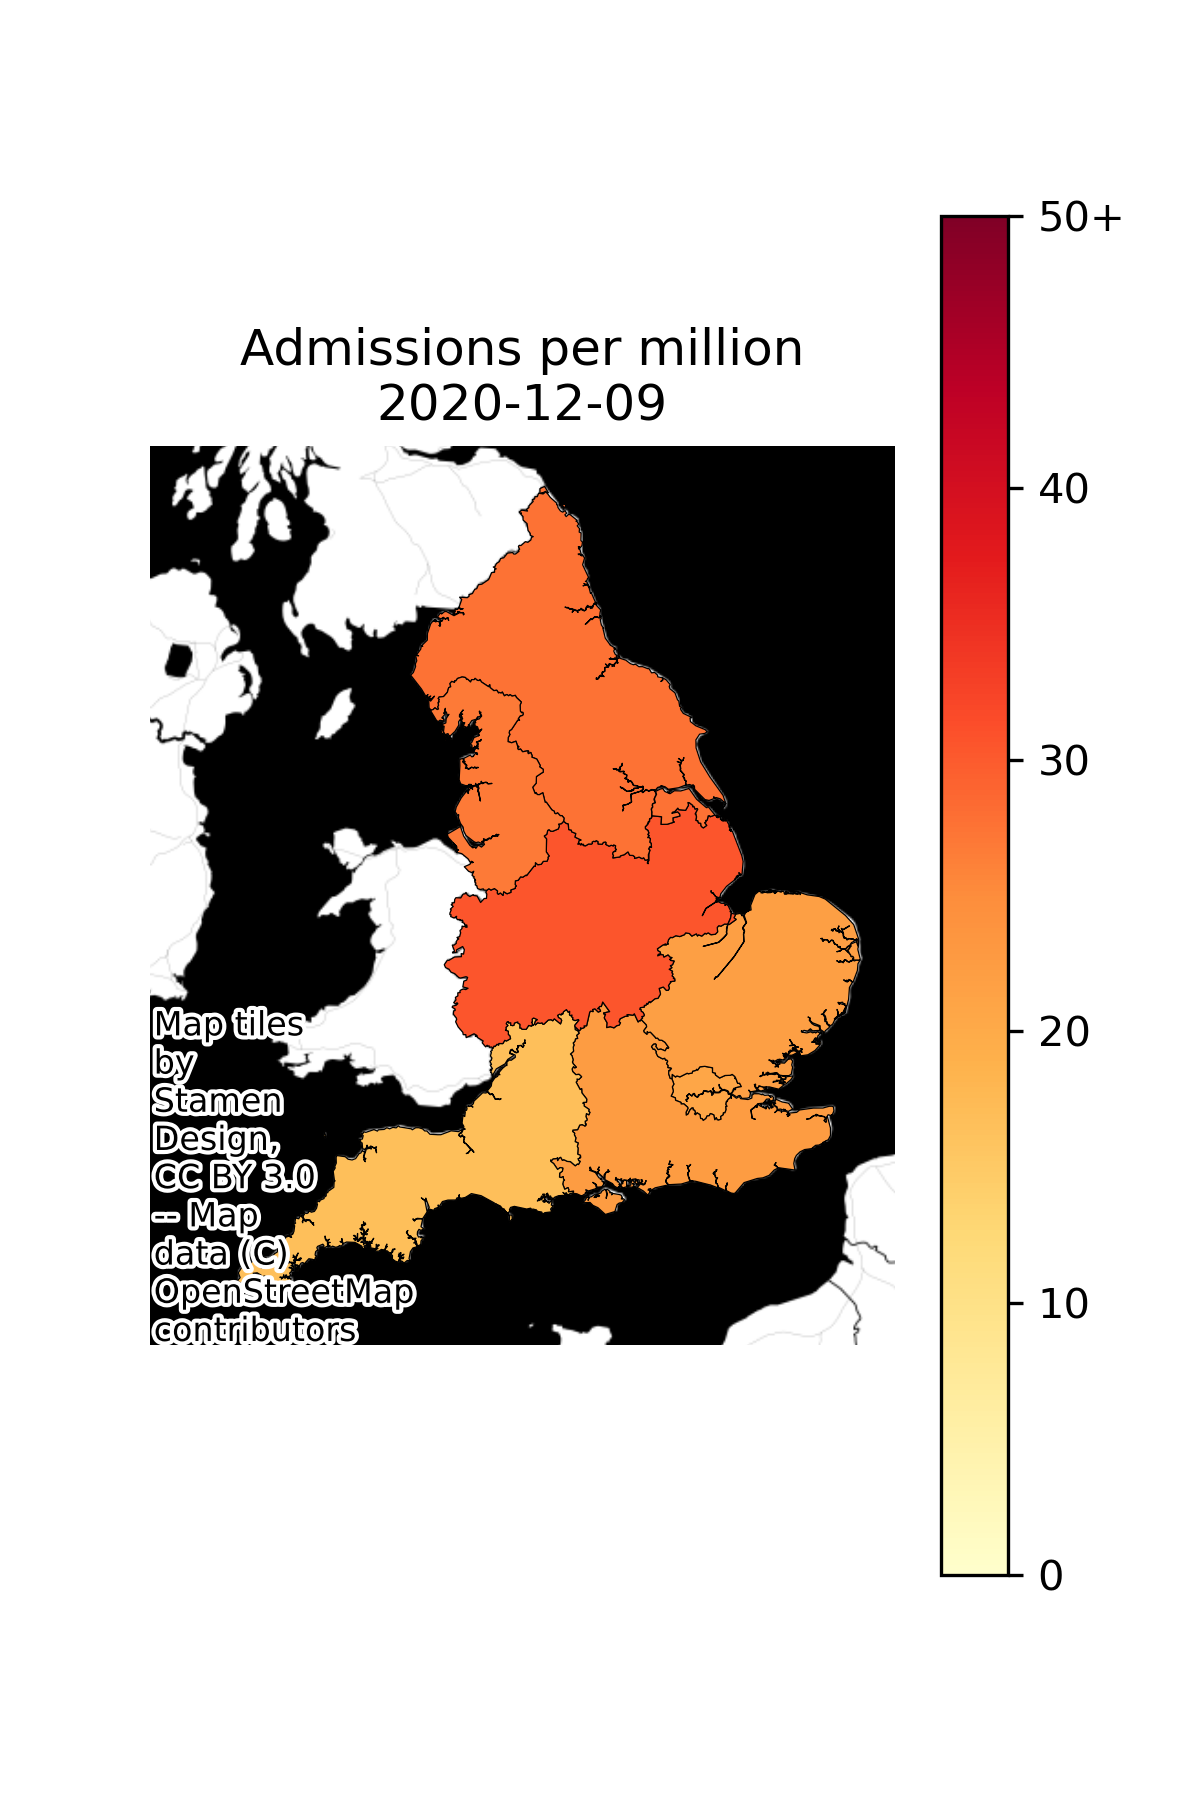 Admissions per million
2020-12-09
50+
40
30
20
10
0
Map tiles
by
Stamen
Design,
CC BY 3.0
-- Map
data (C)
OpenStreetMap
contributors